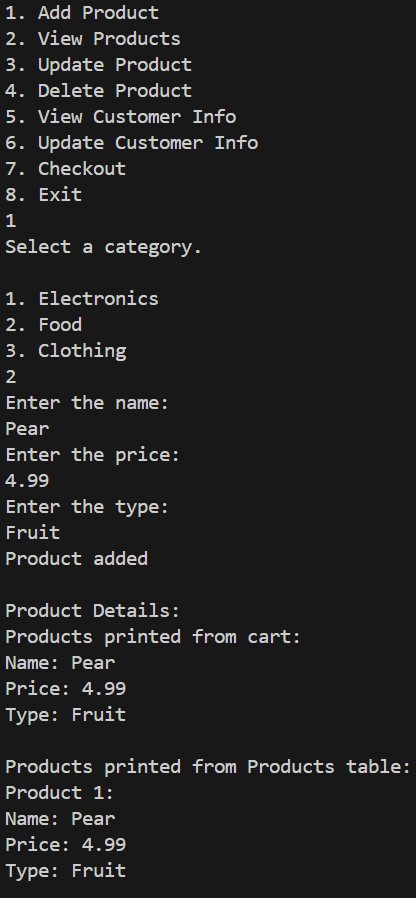 1. Add Product
2. View Products
3. Update Product
4. Delete Product
5. View Customer Info
6. Update Customer Info
7. Checkout
8. Exit
1
Select a category.
1. Electronics
2. Food
3. Clothing
2
Enter the name:
Pear
Enter the price:
4.99
Enter the type:
Fruit
Product added
Product Details:
Products printed from cart:
Name: Pear
Price: 4.99
Type: Fruit
Products printed from Products table:
Product 1:
Name: Pear
Price: 4.99
Type: Fruit